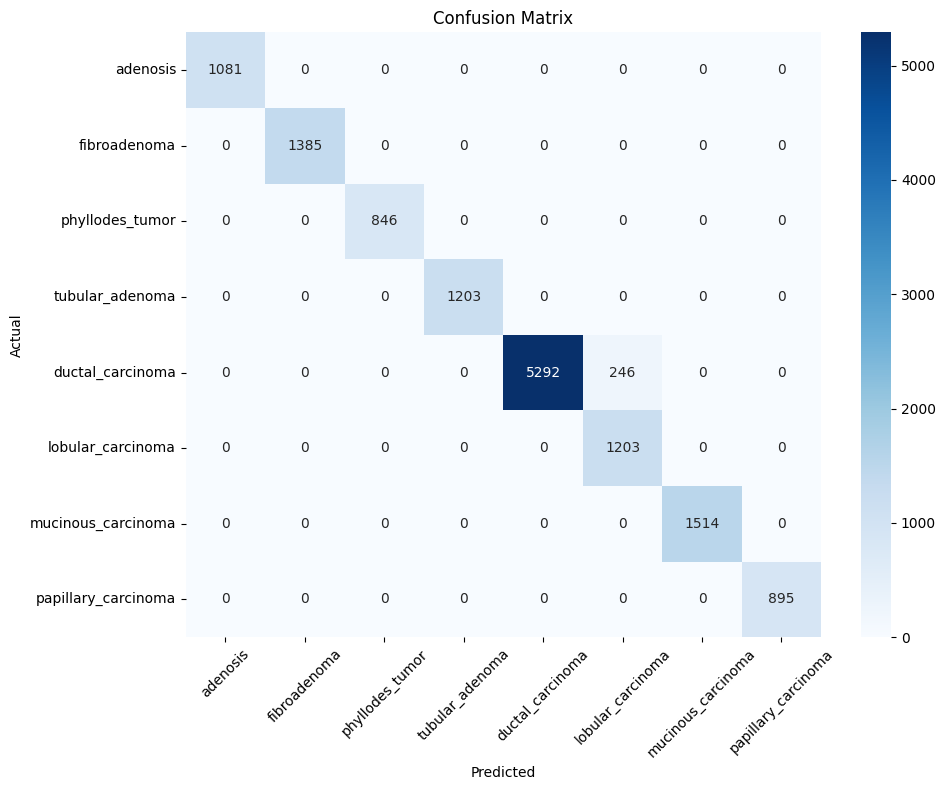 Confusion Matrix
adenosis 1081 0 0 0 0 0 0 0
fibroadenoma 0 1385 0 0 0 0 0 0
phyllodes_tumor 0 0 846 0 0 0 0 0
tubular_adenoma 0 0 0 1203 0 0 0 0
ductal_carcinoma 0 0 0 0 5292 246 0 0
lobular_carcinoma 0 0 0 0 0 1203 0 0
mucinous_carcinoma 0 0 0 0 0 0 1514 0
papillary_carcinoma 0 0 0 0 0 0 0 895
Actual
adenosis fibroadenoma phyllodes_tumor tubular_adenoma ductal_carcinoma lobular_carcinoma mucinous_carcinoma papillary_carcinoma
Predicted
5000
4000
3000
2000
1000
0